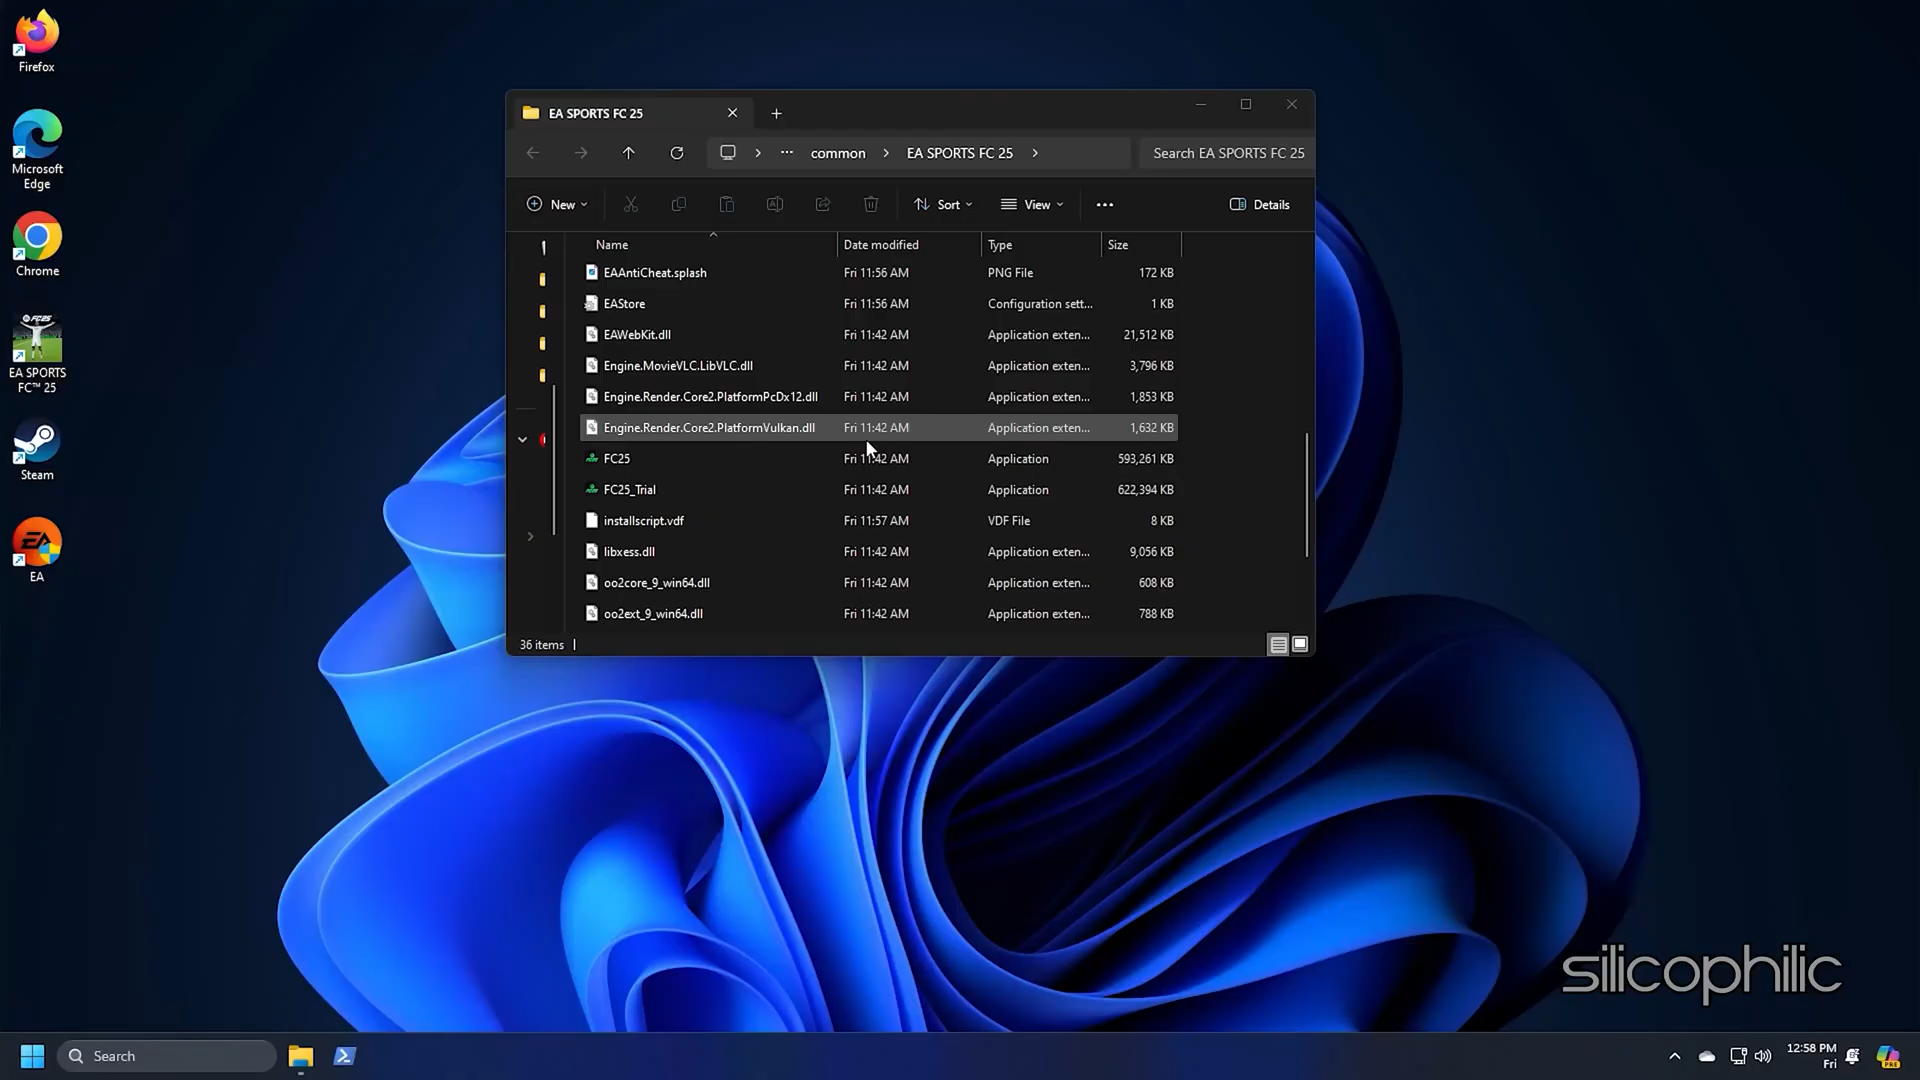 Firefox
Microsoft
Edge
Chrome
FC25
EA SPORTS
FC™ 25
Steam
EA
EA
EA SPORTS FC 25
common
EA SPORTS FC 25
Search EA SPORTS FC 25
New
Sort
View
Details
Name Date modified Type Size
EAAntiCheat.splash Fri 11:56 AM PNG File 172 KB
EAStore Fri 11:56 AM Configuration sett... 1 KB
EAWebKit.dll Fri 11:42 AM Application exten... 21,512 KB
Engine.MovieVLC.LibVLC.dll Fri 11:42 AM Application exten... 3,796 KB
Engine.Render.Core2.PlatformPcDx12.dll Fri 11:42 AM Application exten... 1,853 KB
Engine.Render.Core2.PlatformVulkan.dll Fri 11:42 AM Application exten... 1,632 KB
FC25 Fri 11:42 AM Application 593,261 KB
FC25_Trial Fri 11:42 AM Application 622,394 KB
installscript.vdf Fri 11:57 AM VDF File 8 KB
libxess.dll Fri 11:42 AM Application exten... 9,056 KB
oo2core_9_win64.dll Fri 11:42 AM Application exten... 608 KB
oo2ext_9_win64.dll Fri 11:42 AM Application exten... 788 KB
36 items
silicophilic
Search
12:58 PM
Fri
PRE